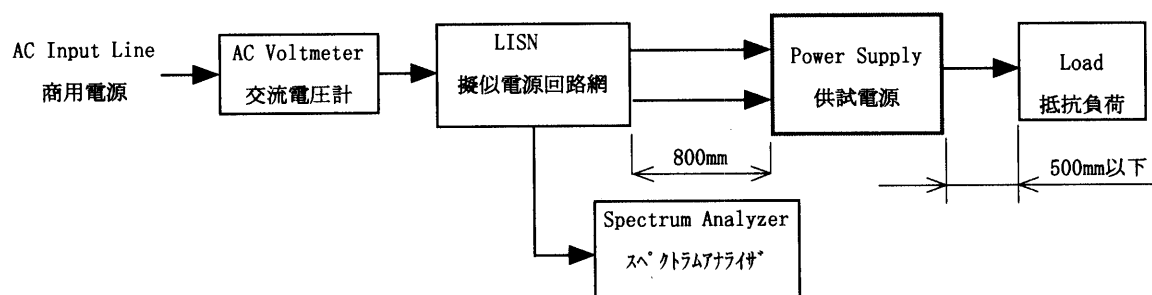 AC Input Line
商用電源
AC Voltmeter
交流電圧計
LISN
擬似電源回路網
Power Supply
供試電源
Load
抵抗負荷
800mm
500mm以下
Spectrum Analyzer
スペクトラムアナライザ